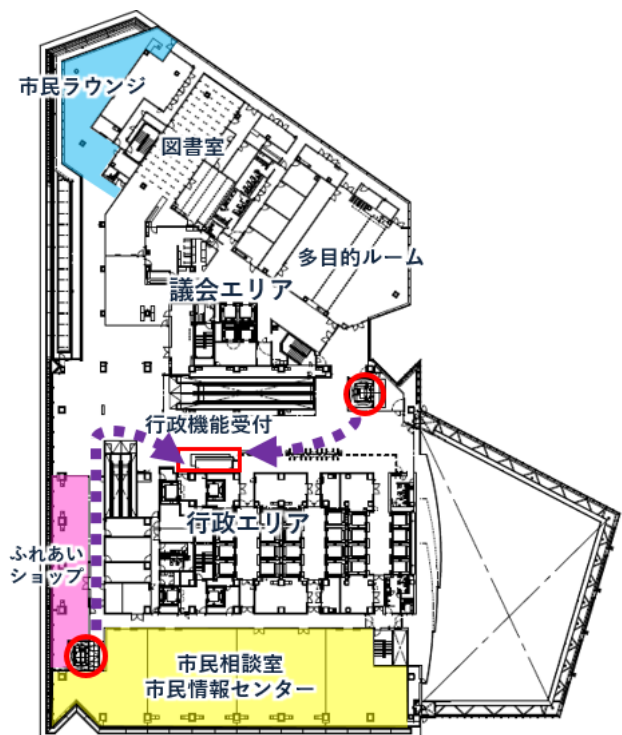 市民ラウンジ
図書室
多目的ルーム
議会エリア
行政機能受付
行政エリア
ふれあい
ショップ
市民相談室
市民情報センター